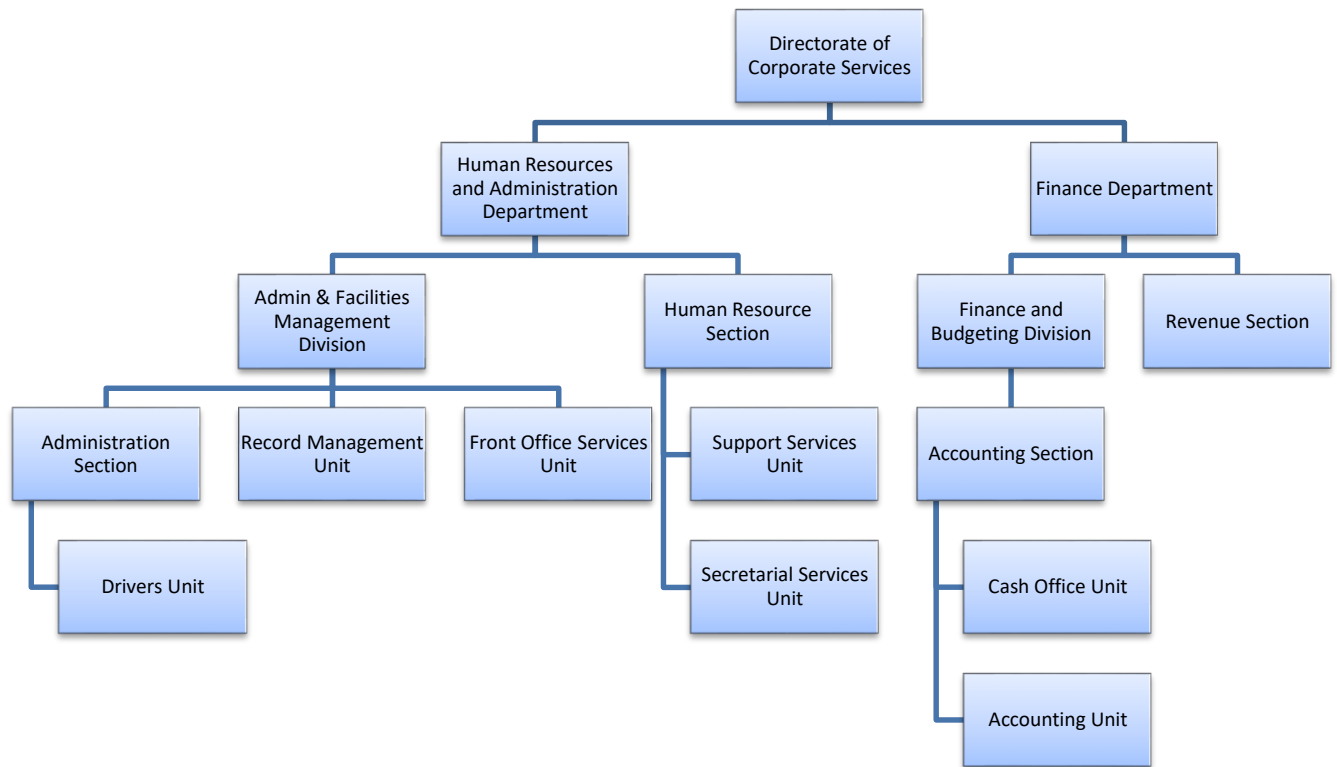 Directorate of
Corporate Services
Human Resources
and Administration
Department
Finance Department
Admin & Facilities
Management
Division
Human Resource
Section
Finance and
Budgeting Division
Revenue Section
Administration
Section
Record Management
Unit
Front Office Services
Unit
Support Services
Unit
Accounting Section
Drivers Unit
Secretarial Services
Unit
Cash Office Unit
Accounting Unit